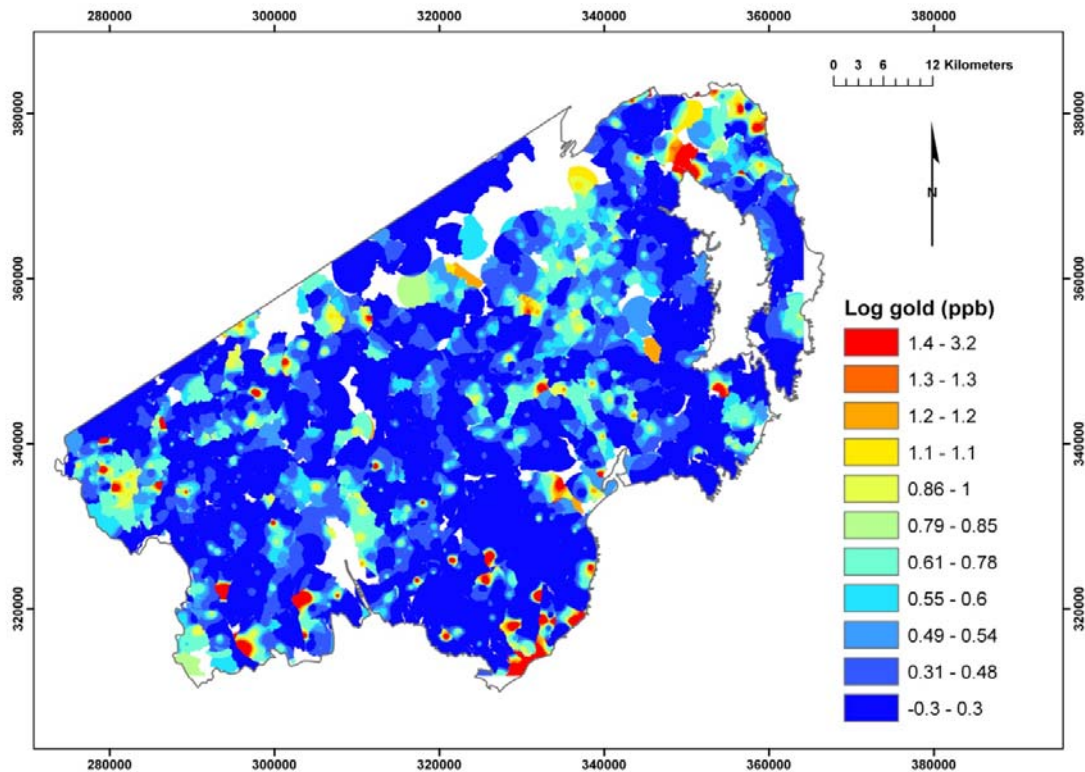 280000 300000 320000 340000 360000 380000
0 3 6 12 Kilometers
380000 380000
N
360000 360000
Log gold (ppb)
1.4 - 3.2
1.3 - 1.3
1.2 - 1.2
1.1 - 1.1
0.86 - 1
0.79 - 0.85
0.61 - 0.78
0.55 - 0.6
0.49 - 0.54
0.31 - 0.48
-0.3 - 0.3
340000 340000
320000 320000
280000 300000 320000 340000 360000 380000